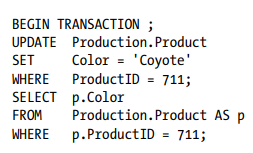 BEGIN TRANSACTION ;
UPDATE Production.Product
SET Color = 'Coyote'
WHERE ProductID = 711;
SELECT p.Color
FROM Production.Product AS p
WHERE p.ProductID = 711;